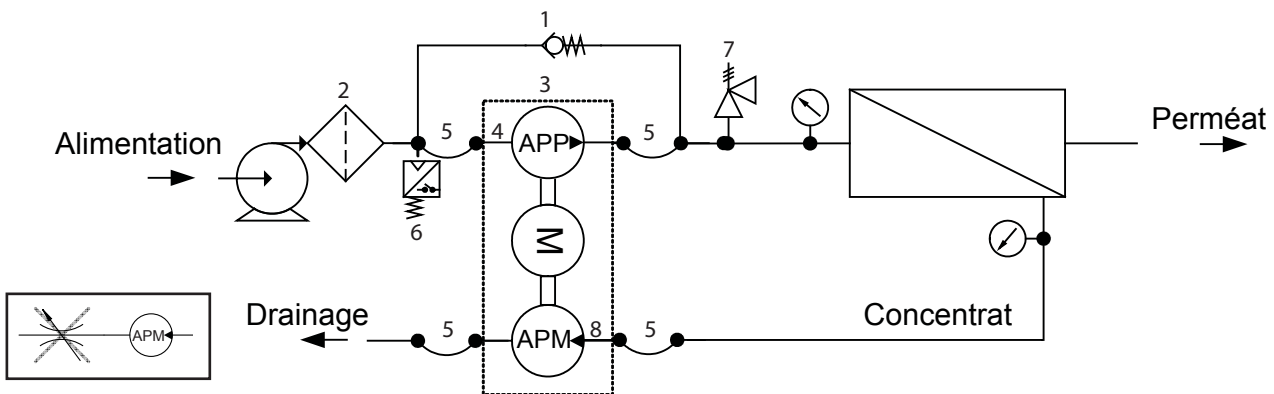 1
2
3
7
Alimentation
5
4
APP
5
Perméat
6
M
Drainage
5
APM
8
5
Concentrat
APM